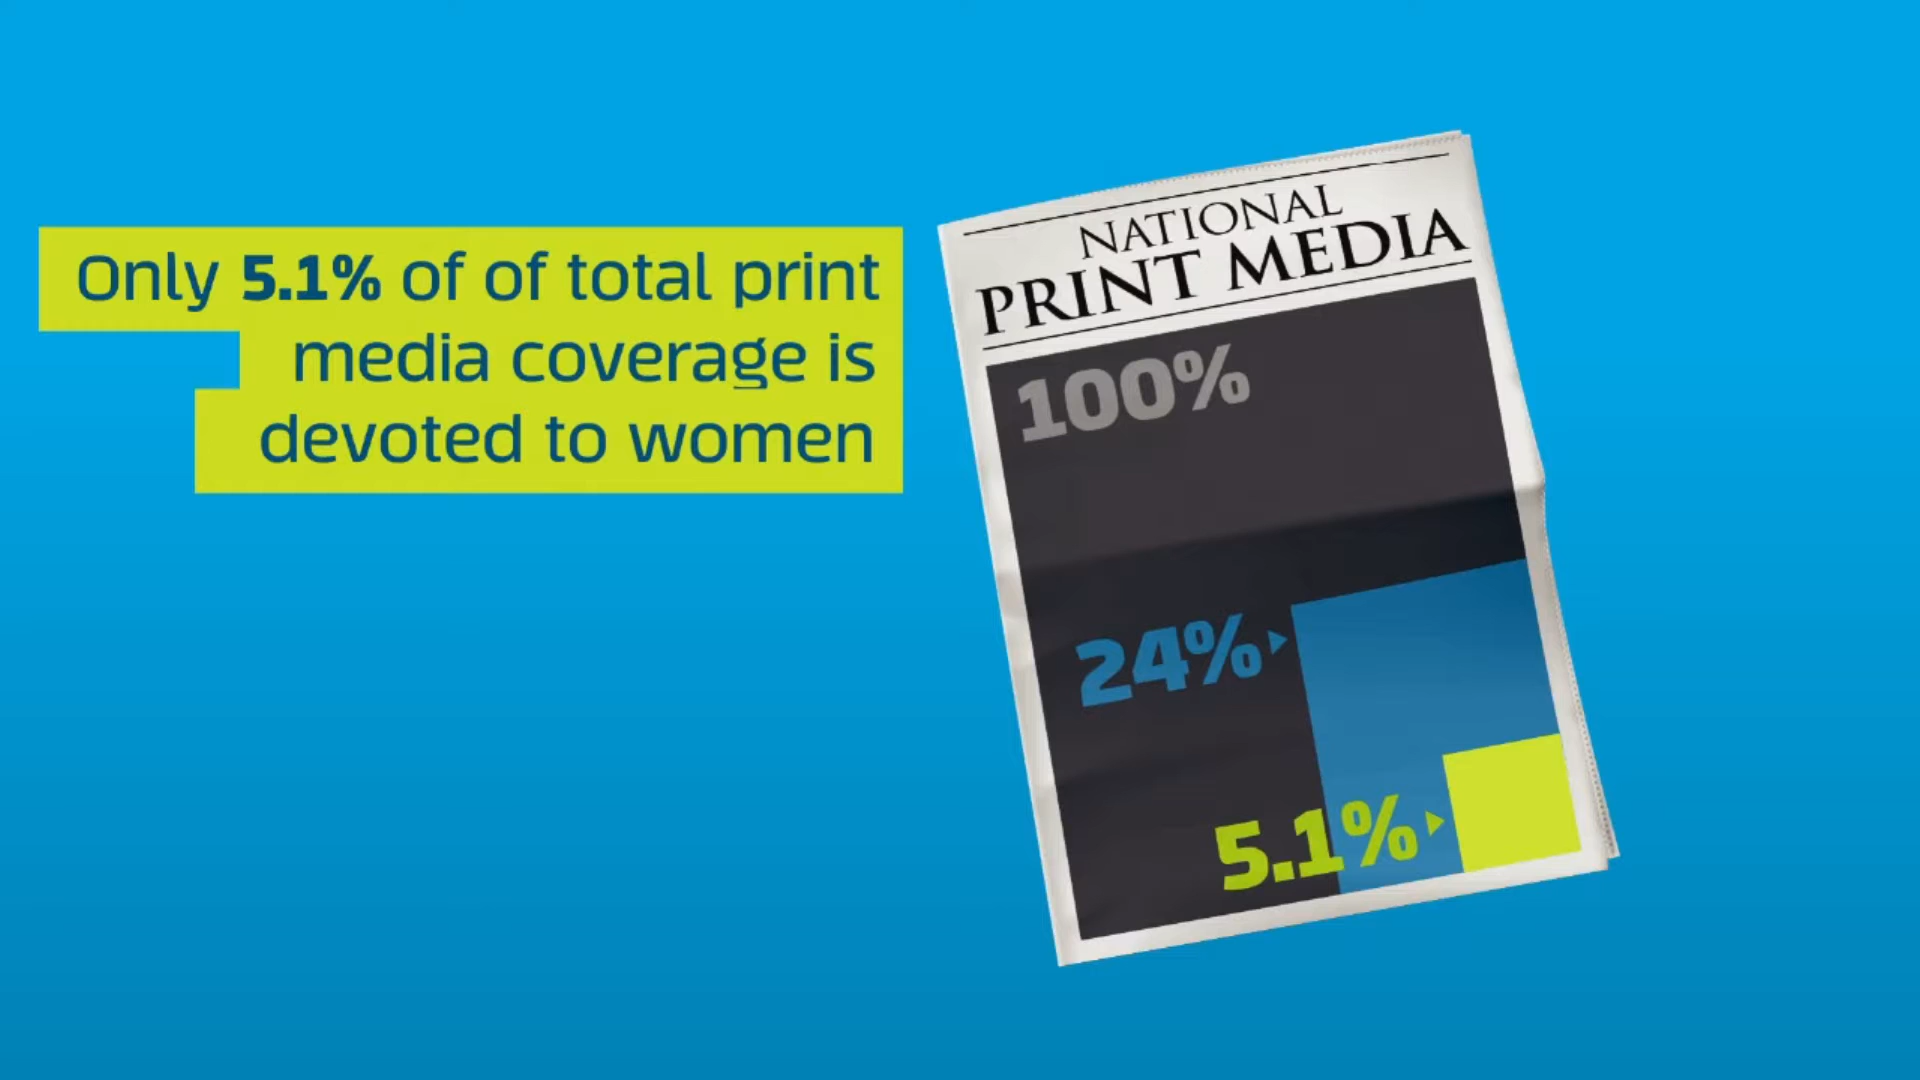 Only 5.1% of of total print
media coverage is
devoted to women
NATIONAL
PRINT MEDIA
100%
24%
5.1%